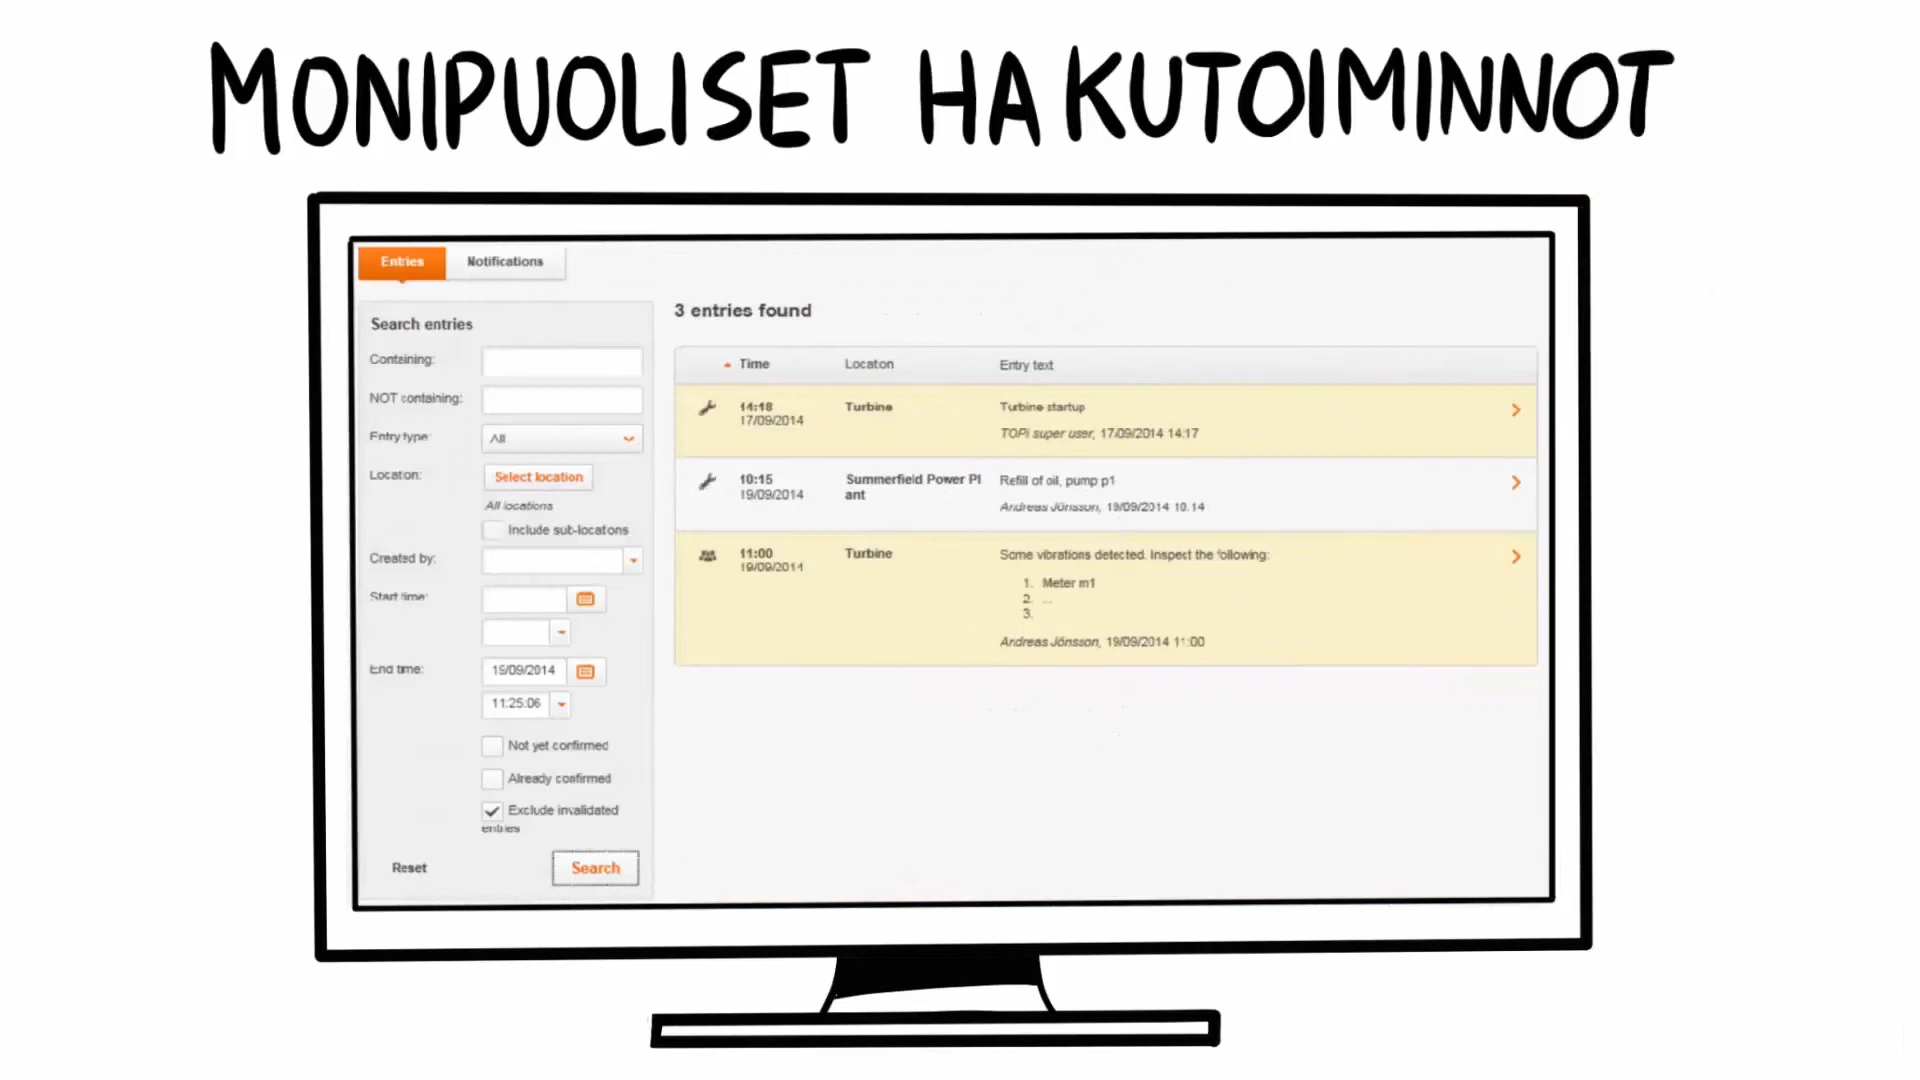 MONIPUOLISET HAKUTOIMINNOT
Entries
Notifications
Search entries
Containing:
NOT containing:
Entry type:
All
Location:
Select location
All locations
Include sub-locations
Created by:
Start time:
End time:
19/09/2014
11:25:06
Not yet confirmed
Already confirmed
Exclude invalidated
entries
Reset
Search
3 entries found
Time
Location
Entry text
14:18
17/09/2014
Turbine
Turbine startup
TOPi super user, 17/09/2014 14:17
10:15
19/09/2014
Summerfield Power Pl
ant
Refill of oil, pump p1
Andreas Jönsson, 19/09/2014 10:14
11:00
19/09/2014
Turbine
Some vibrations detected. Inspect the following:
1. Meter m1
2. ...
3.
Andreas Jönsson, 19/09/2014 11:00